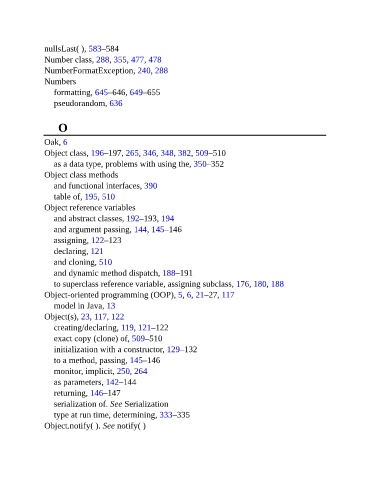 nullsLast( ), 583–584
Number class, 288, 355, 477, 478
NumberFormatException, 240, 288
Numbers
formatting, 645–646, 649–655
pseudorandom, 636
O
Oak, 6
Object class, 196–197, 265, 346, 348, 382, 509–510
as a data type, problems with using the, 350–352
Object class methods
and functional interfaces, 390
table of, 195, 510
Object reference variables
and abstract classes, 192–193, 194
and argument passing, 144, 145–146
assigning, 122–123
declaring, 121
and cloning, 510
and dynamic method dispatch, 188–191
to superclass reference variable, assigning subclass, 176, 180, 188
Object-oriented programming (OOP), 5, 6, 21–27, 117
model in Java, 13
Object(s), 23, 117, 122
creating/declaring, 119, 121–122
exact copy (clone) of, 509–510
initialization with a constructor, 129–132
to a method, passing, 145–146
monitor, implicit, 250, 264
as parameters, 142–144
returning, 146–147
serialization of. See Serialization
type at run time, determining, 333–335
Object.notify( ). See notify( )